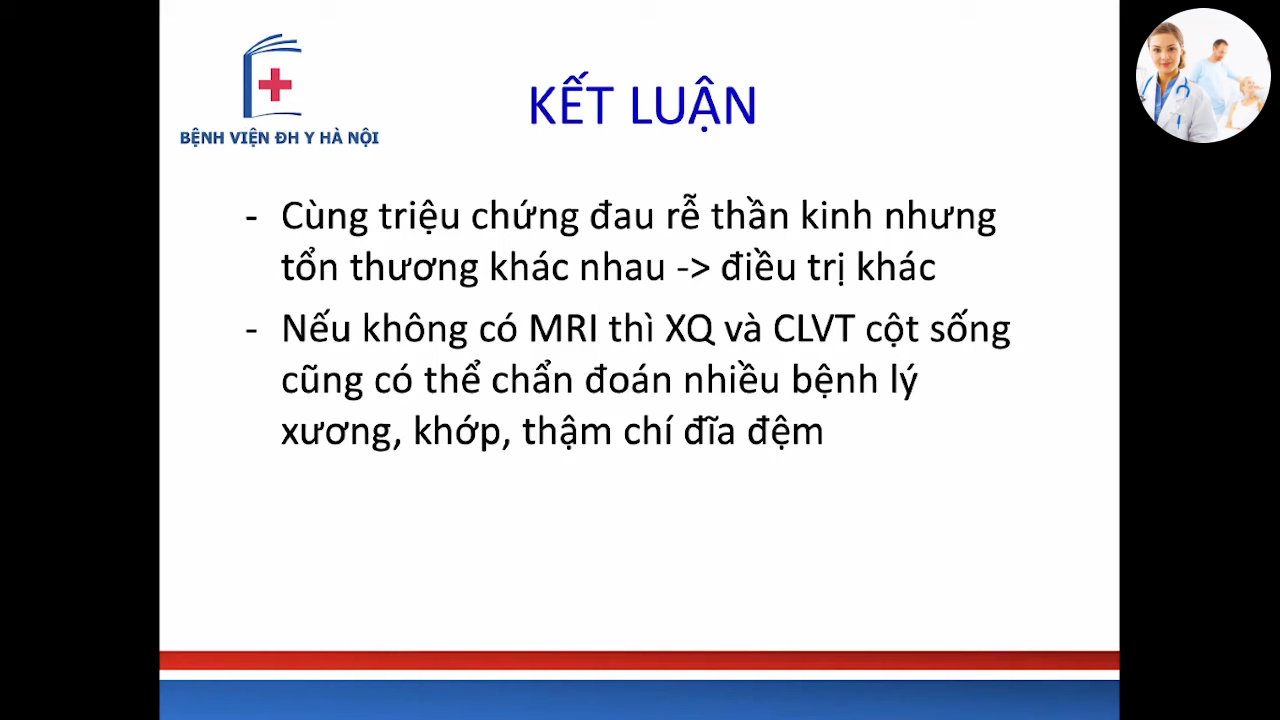 BỆNH VIỆN ĐH Y HÀ NỘI
KẾT LUẬN
- Cùng triệu chứng đau rễ thần kinh nhưng
tổn thương khác nhau -> điều trị khác
- Nếu không có MRI thì XQ và CLVT cột sống
cũng có thể chẩn đoán nhiều bệnh lý
xương, khớp, thậm chí đĩa đệm